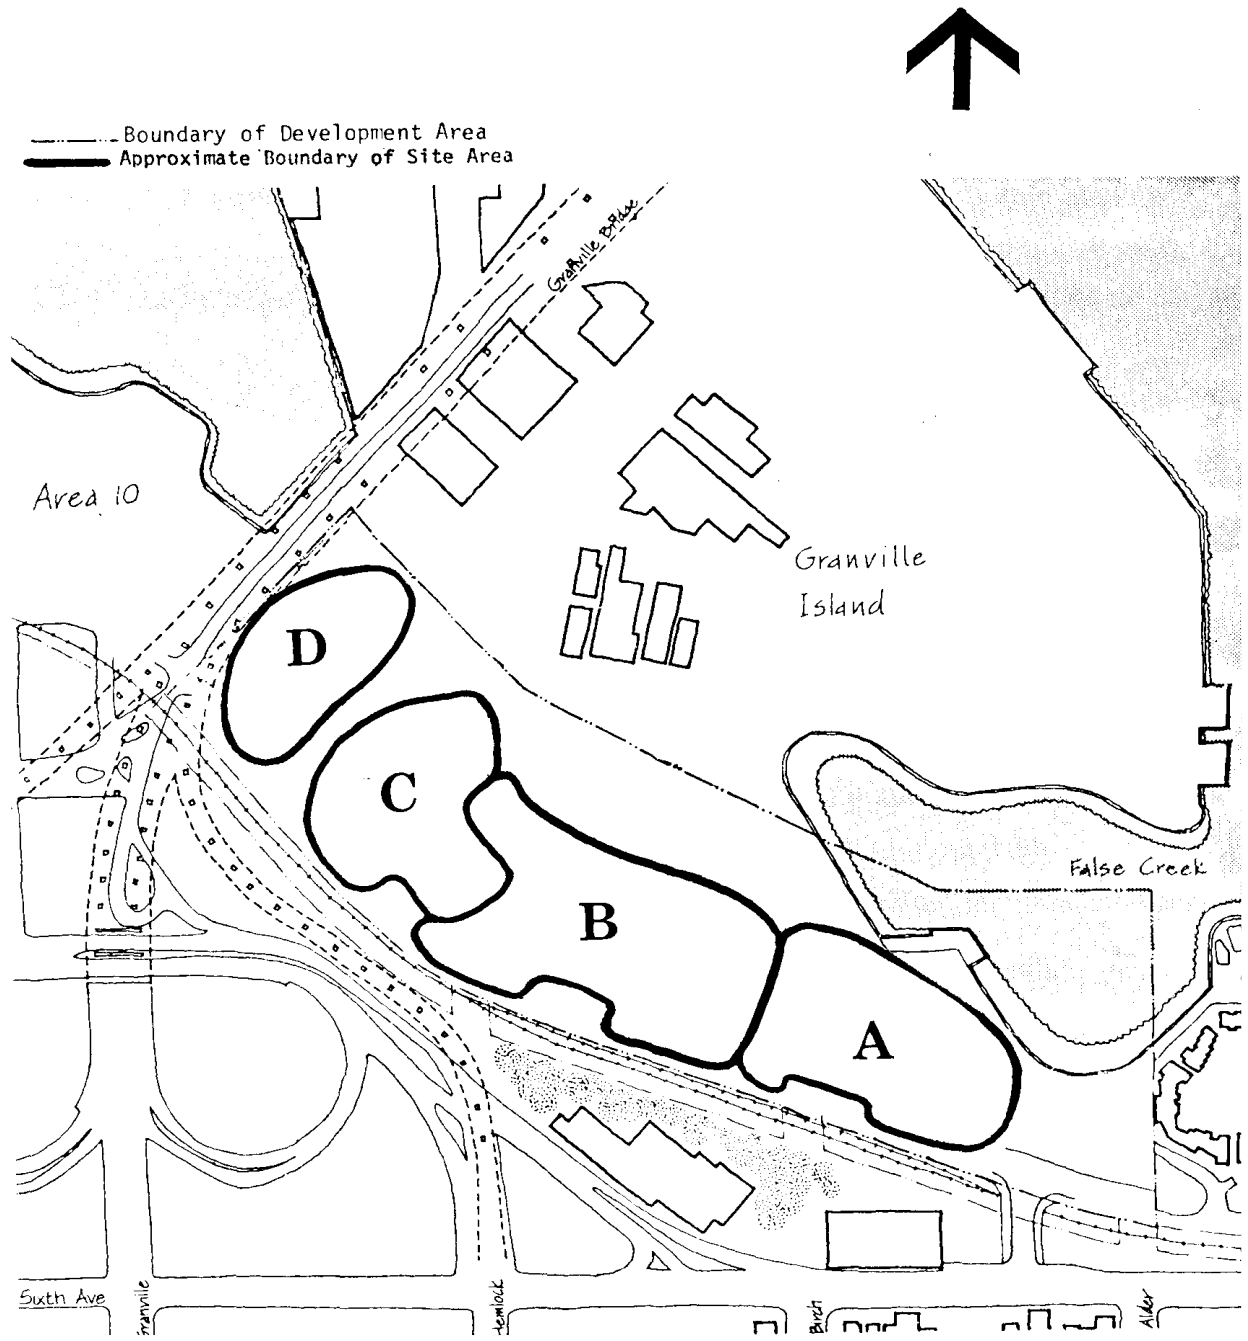 Boundary of Development Area
Approximate Boundary of Site Area
Granville Bridge
Area 10
Granville
Island
D
C
False Creek
B
A
Sixth Ave
Granville
Hemlock
Birch
Alder